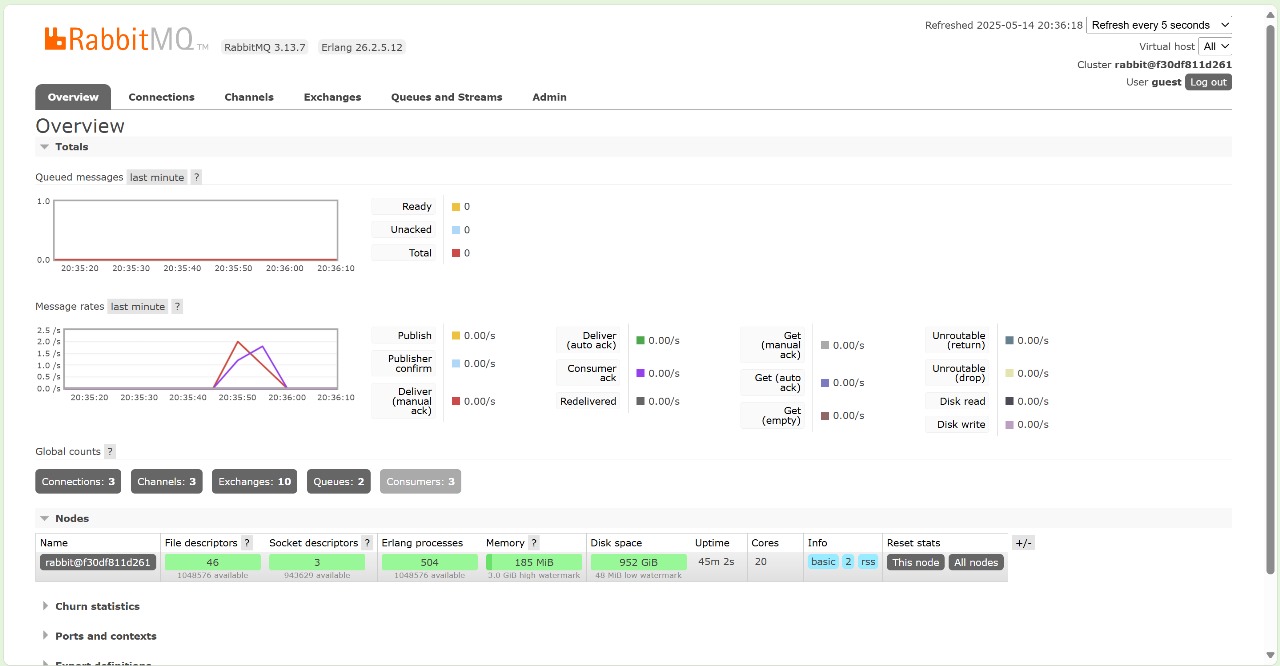 RabbitMQ TM RabbitMQ 3.13.7 Erlang 26.2.5.12
Refreshed 2025-05-14 20:36:18 Refresh every 5 seconds
Virtual host All
Cluster rabbit@f30df811d261
User guest Log out
Overview Connections Channels Exchanges Queues and Streams Admin
Overview
Totals
Queued messages last minute ?
1.0
0.0
20:35:20 20:35:30 20:35:40 20:35:50 20:36:00 20:36:10
Ready 0
Unacked 0
Total 0
Message rates last minute ?
2.5 /s
2.0 /s
1.5 /s
1.0 /s
0.5 /s
0.0 /s
20:35:20 20:35:30 20:35:40 20:35:50 20:36:00 20:36:10
Publish 0.00/s
Publisher
confirm 0.00/s
Deliver
(manual 0.00/s
ack)
Deliver
(auto ack) 0.00/s
Consumer
ack 0.00/s
Redelivered 0.00/s
Get
(manual 0.00/s
ack)
Get (auto
ack) 0.00/s
Get
(empty) 0.00/s
Unroutable
(return) 0.00/s
Unroutable
(drop) 0.00/s
Disk read 0.00/s
Disk write 0.00/s
Global counts ?
Connections: 3 Channels: 3 Exchanges: 10 Queues: 2 Consumers: 3
Nodes
Name File descriptors ? Socket descriptors ? Erlang processes Memory ? Disk space Uptime Cores Info Reset stats +/-
rabbit@f30df811d261 46 3 504 185 MiB 952 GiB 45m 2s 20 basic 2 rss This node All nodes
1048576 available 943629 available 1048576 available 3.0 GiB high watermark 48 MiB low watermark
Churn statistics
Ports and contexts
Export definitions